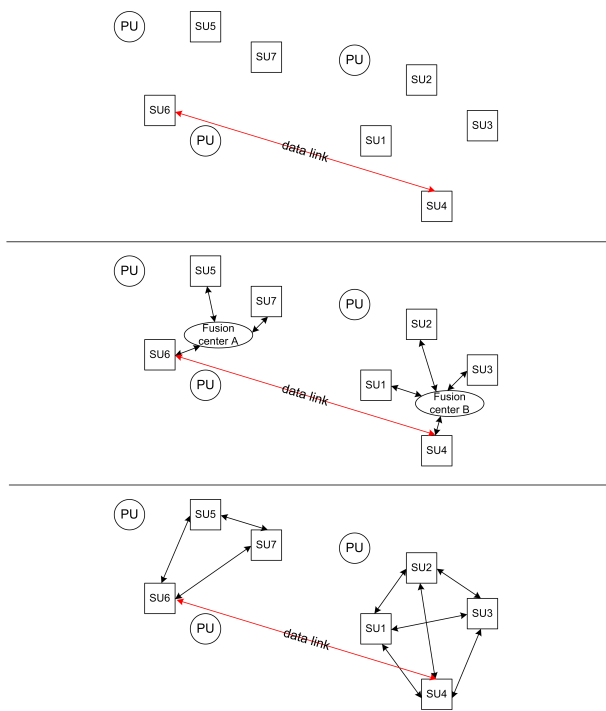 PU
SU5
SU7
PU
SU2
SU6
SU3
PU
SU1
data link
SU4
PU
SU5
SU7
PU
SU2
Fusion
center A
SU6
SU3
PU
SU1
data link
Fusion
center B
SU4
PU
SU5
SU7
PU
SU2
SU6
SU3
PU
SU1
data link
SU4